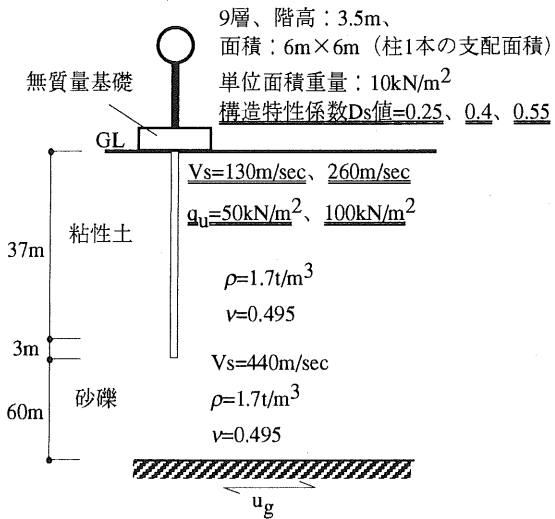 9層、階高：3.5m、
面積：6m×6m（柱1本の支配面積）
単位面積重量：10kN/m²
構造特性係数Ds値=0.25、0.4、0.55
無質量基礎
GL
Vs=130m/sec、260m/sec
qu=50kN/m²、100kN/m²
37m
粘性土
ρ=1.7t/m³
ν=0.495
3m
Vs=440m/sec
砂礫
60m
ρ=1.7t/m³
ν=0.495
ug